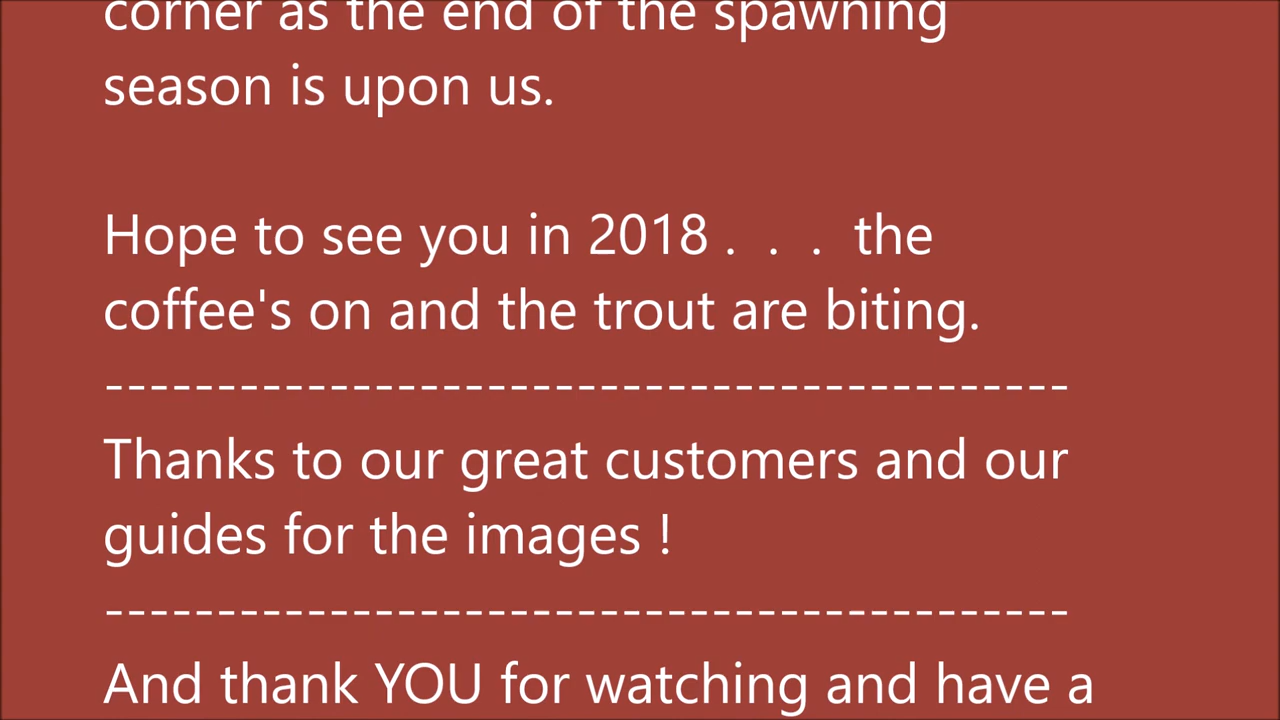 corner as the end of the spawning
season is upon us.
Hope to see you in 2018 .  .  .  the
coffee's on and the trout are biting.
-------------------------------------------
Thanks to our great customers and our
guides for the images !
-------------------------------------------
And thank YOU for watching and have a